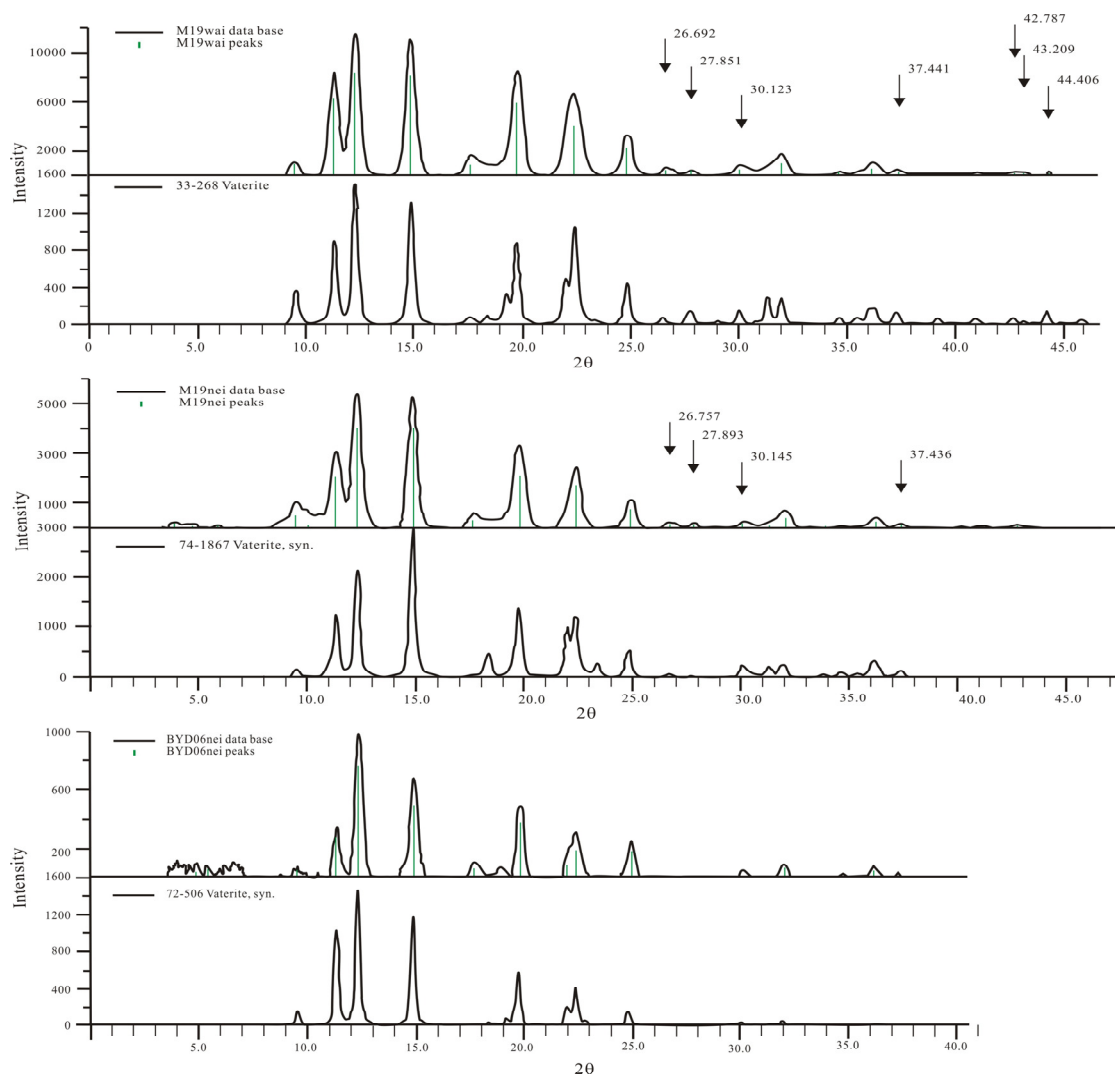 M19wai data base
M19wai peaks
26.692
27.851
30.123
37.441
42.787
43.209
44.406
10000
6000
2000
1600
Intensity
33-268 Vaterite
1200
800
400
0
0 5.0 10.0 15.0 20.0 25.0 30.0 35.0 40.0 45.0
2θ
M19nei data base
M19nei peaks
26.757
27.893
30.145
37.436
5000
3000
1000
3000
Intensity
74-1867 Vaterite, syn.
2000
1000
0
5.0 10.0 15.0 20.0 25.0 30.0 35.0 40.0 45.0
2θ
BYD06nei data base
BYD06nei peaks
1000
600
200
1600
Intensity
72-506 Vaterite, syn.
1200
800
400
0
5.0 10.0 15.0 20.0 25.0 30.0 35.0 40.0
2θ